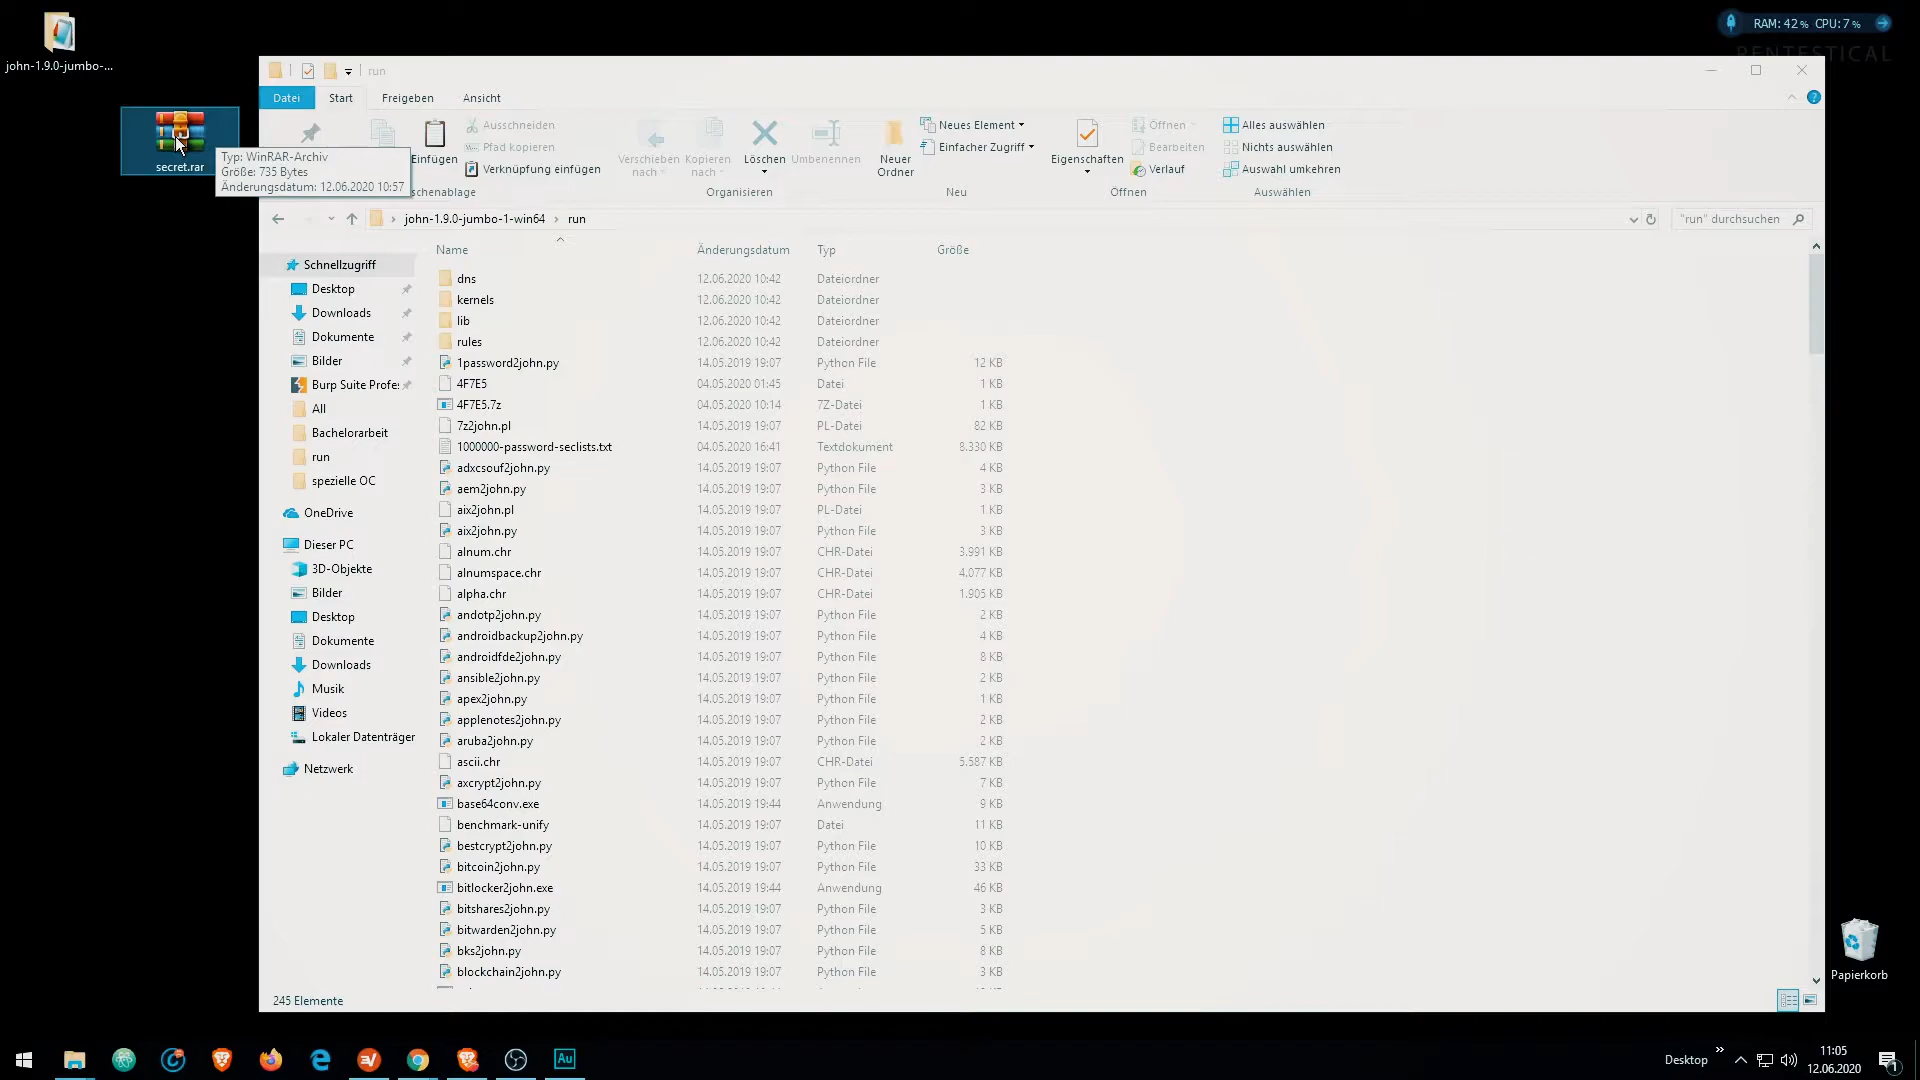 john-1.9.0-jumbo-...
secret.rar
Typ: WinRAR-Archiv
Größe: 735 Bytes
Änderungsdatum: 12.06.2020 10:57
RAM: 42 % CPU: 7 %
PENTESTICAL
run
Datei Start Freigeben Ansicht
Einfügen
Ausschneiden
Pfad kopieren
Verknüpfung einfügen
Verschieben nach
Kopieren nach
Löschen
Umbenennen
Organisieren
Neuer Ordner
Neues Element
Einfacher Zugriff
Neu
Eigenschaften
Öffnen
Bearbeiten
Verlauf
Öffnen
Alles auswählen
Nichts auswählen
Auswahl umkehren
Auswählen
john-1.9.0-jumbo-1-win64 › run
"run" durchsuchen
Schnellzugriff
Desktop
Downloads
Dokumente
Bilder
Burp Suite Profes
All
Bachelorarbeit
run
spezielle OC
OneDrive
Dieser PC
3D-Objekte
Bilder
Desktop
Dokumente
Downloads
Musik
Videos
Lokaler Datenträger
Netzwerk
Name Änderungsdatum Typ Größe
dns 12.06.2020 10:42 Dateiordner
kernels 12.06.2020 10:42 Dateiordner
lib 12.06.2020 10:42 Dateiordner
rules 12.06.2020 10:42 Dateiordner
1password2john.py 14.05.2019 19:07 Python File 12 KB
4F7E5 04.05.2020 01:45 Datei 1 KB
4F7E5.7z 04.05.2020 10:14 7Z-Datei 1 KB
7z2john.pl 14.05.2019 19:07 PL-Datei 82 KB
1000000-password-seclists.txt 04.05.2020 16:41 Textdokument 8.330 KB
adxcsouf2john.py 14.05.2019 19:07 Python File 4 KB
aem2john.py 14.05.2019 19:07 Python File 3 KB
aix2john.pl 14.05.2019 19:07 PL-Datei 1 KB
aix2john.py 14.05.2019 19:07 Python File 3 KB
alnum.chr 14.05.2019 19:07 CHR-Datei 3.991 KB
alnumspace.chr 14.05.2019 19:07 CHR-Datei 4.077 KB
alpha.chr 14.05.2019 19:07 CHR-Datei 1.905 KB
andotp2john.py 14.05.2019 19:07 Python File 2 KB
androidbackup2john.py 14.05.2019 19:07 Python File 4 KB
androidfde2john.py 14.05.2019 19:07 Python File 8 KB
ansible2john.py 14.05.2019 19:07 Python File 2 KB
apex2john.py 14.05.2019 19:07 Python File 1 KB
applenotes2john.py 14.05.2019 19:07 Python File 2 KB
aruba2john.py 14.05.2019 19:07 Python File 2 KB
ascii.chr 14.05.2019 19:07 CHR-Datei 5.587 KB
axcrypt2john.py 14.05.2019 19:07 Python File 7 KB
base64conv.exe 14.05.2019 19:44 Anwendung 9 KB
benchmark-unify 14.05.2019 19:07 Datei 11 KB
bestcrypt2john.py 14.05.2019 19:07 Python File 10 KB
bitcoin2john.py 14.05.2019 19:07 Python File 33 KB
bitlocker2john.exe 14.05.2019 19:44 Anwendung 46 KB
bitshares2john.py 14.05.2019 19:07 Python File 3 KB
bitwarden2john.py 14.05.2019 19:07 Python File 5 KB
bks2john.py 14.05.2019 19:07 Python File 8 KB
blockchain2john.py 14.05.2019 19:07 Python File 3 KB
245 Elemente
Papierkorb
Au
Desktop
11:05
12.06.2020
1